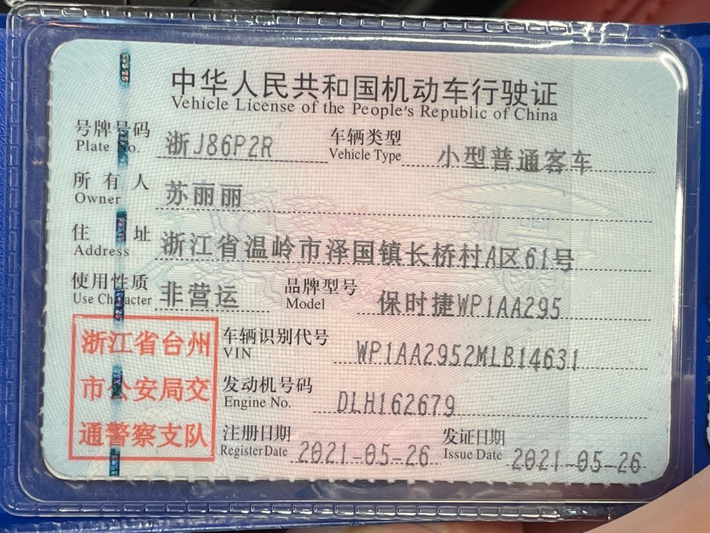 中华人民共和国机动车行驶证
Vehicle License of the People's Republic of China
号牌号码 浙J86P2R 车辆类型 小型普通客车
Plate No. Vehicle Type
所有人 苏丽丽
Owner
住址 浙江省温岭市泽国镇长桥村A区61号
Address
使用性质 非营运 品牌型号 保时捷WP1AA295
Use Character Model
浙江省台州 车辆识别代号 WP1AA2952MLB14631
VIN
市公安局交 发动机号码 DLH162679
Engine No.
通警察支队 注册日期 2021-05-26 发证日期 2021-05-26
Register Date Issue Date